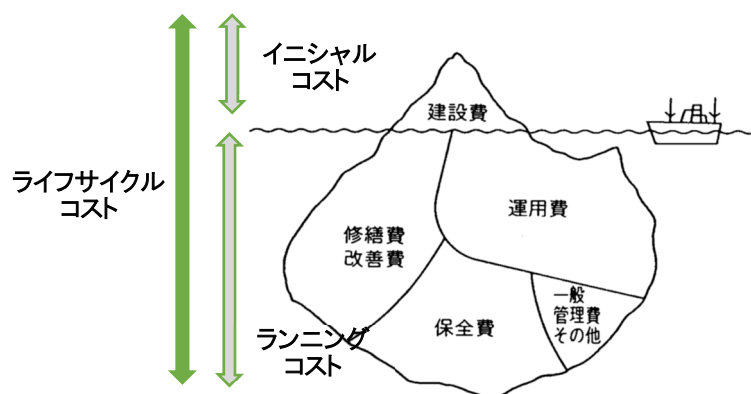 イニシャル
コスト
建設費
ライフサイクル
コスト
運用費
修繕費
改善費
一般
管理費
その他
保全費
ランニング
コスト